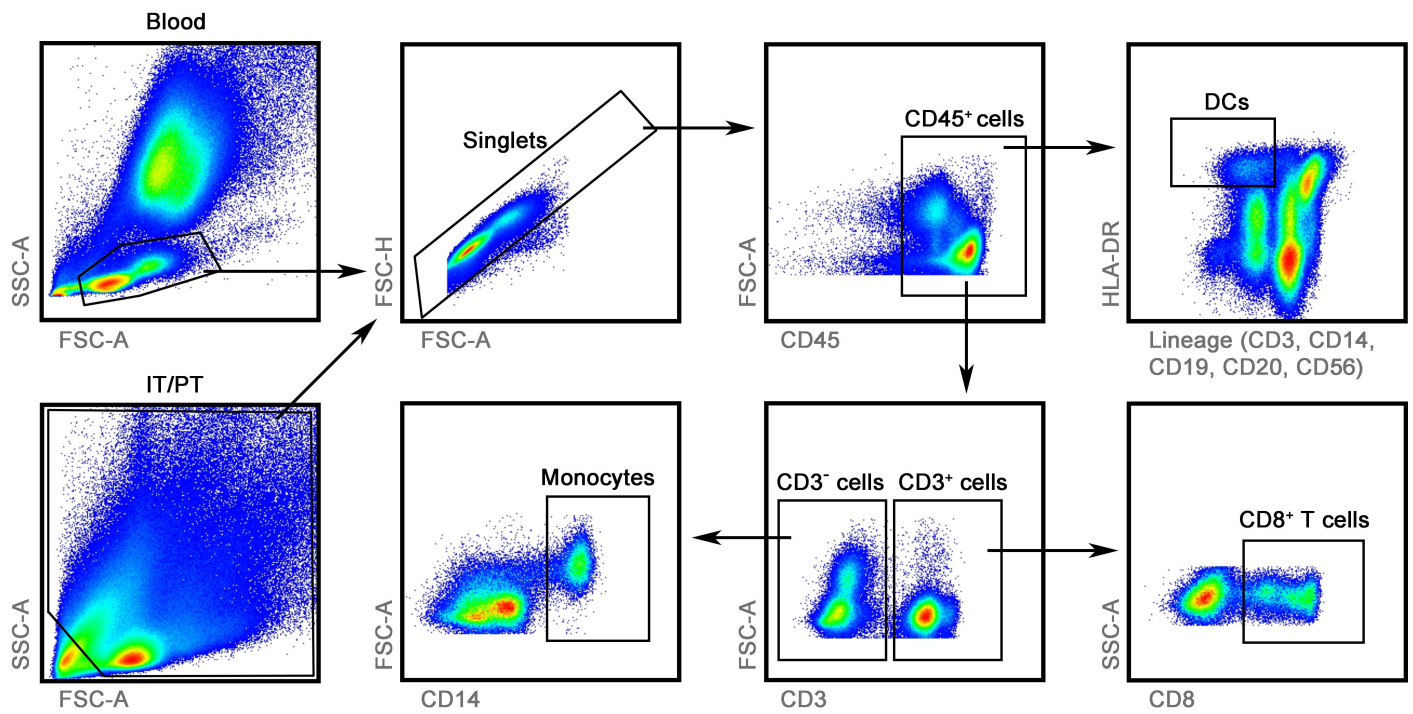 Blood
SSC-A
FSC-A
Singlets
FSC-H
FSC-A
CD45⁺ cells
FSC-A
CD45
DCs
HLA-DR
Lineage (CD3, CD14,
CD19, CD20, CD56)
IT/PT
SSC-A
FSC-A
Monocytes
FSC-A
CD14
CD3⁻ cells
CD3⁺ cells
FSC-A
CD3
CD8⁺ T cells
SSC-A
CD8